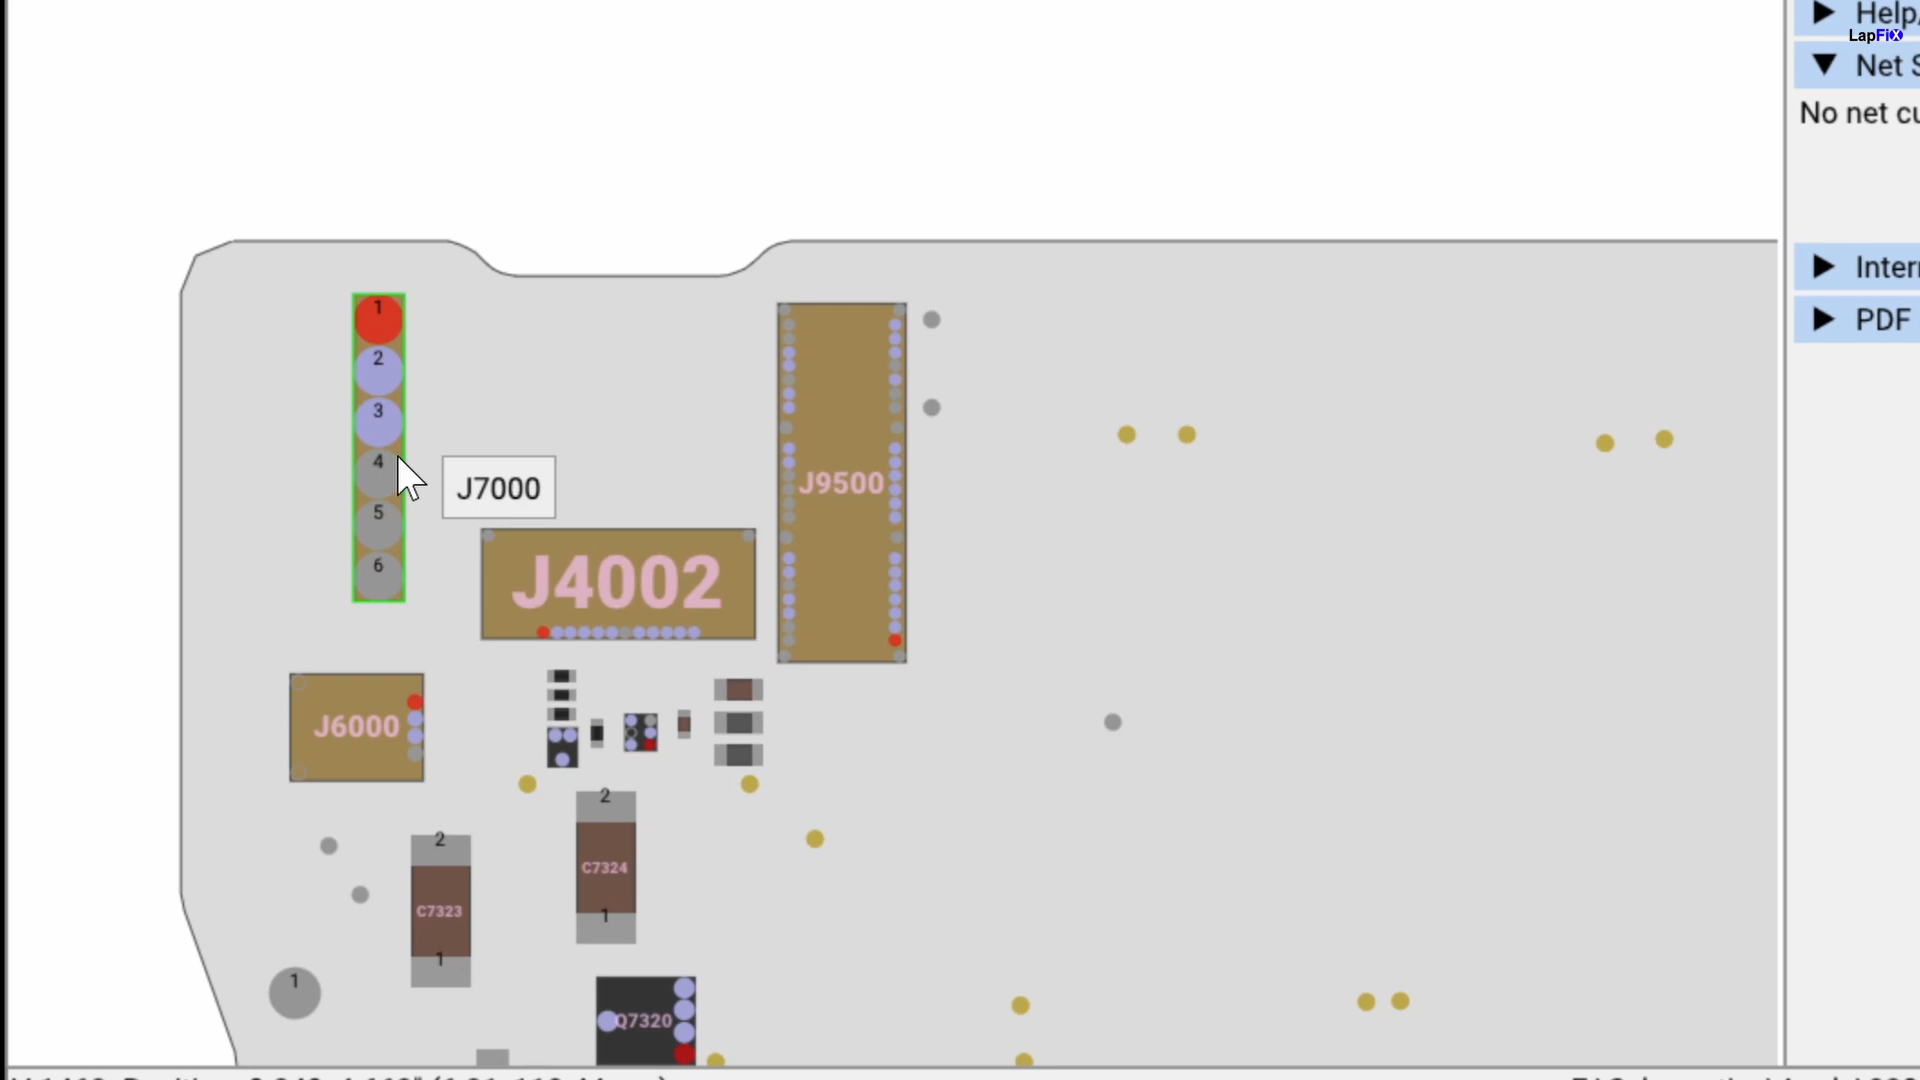 Help
LapFiX
Net S
No net cu
Inter
PDF
1
2
3
4
5
6
J7000
J9500
J4002
J6000
2
C7324
1
2
C7323
1
1
Q7320